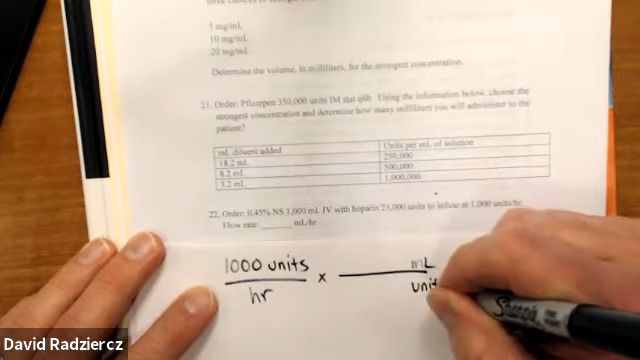 5 mg/mL
10 mg/mL
20 mg/mL
Determine the volume, in milliliters, for the strongest concentration.
21. Order: Pfizerpen 350,000 units IM stat q6h. Using the information below, choose the
strongest concentration and determine how many milliliters you will administer to the
patient?
mL diluent added Units per mL of solution
18.2 mL 250,000
8.2 mL 500,000
3.2 mL 1,000,000
22. Order: 0.45% NS 1,000 mL IV with heparin 25,000 units to infuse at 1,000 units/hr.
Flow rate: ______ mL/hr
1000 units mL
hr x unit
Sharpie
David Radziercz